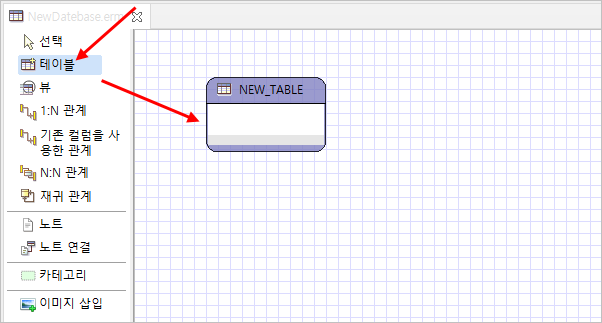 NewDatebase.erm
선택
테이블
뷰
1:N 관계
기존 컬럼을 사
용한 관계
N:N 관계
재귀 관계
노트
노트 연결
카테고리
이미지 삽입
NEW_TABLE